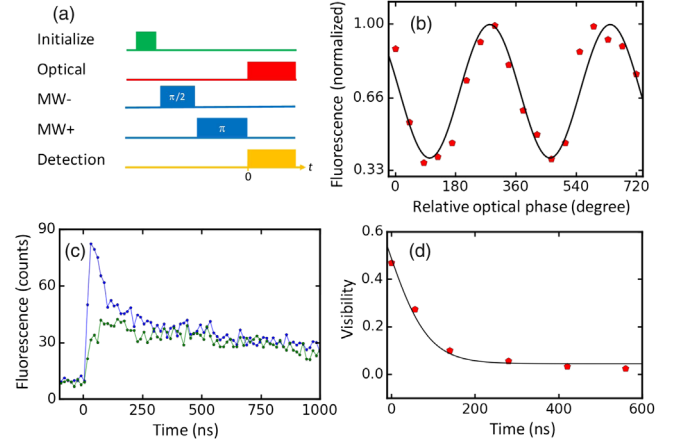 (a)
Initialize
Optical
MW-
π/2
MW+
π
Detection
0
t
(b)
Fluorescence (normalized)
1.00
0.66
0.33
0 180 360 540 720
Relative optical phase (degree)
(c)
Fluorescence (counts)
90
60
30
0
0 250 500 750 1000
Time (ns)
(d)
Visibility
0.6
0.4
0.2
0.0
0 200 400 600
Time (ns)